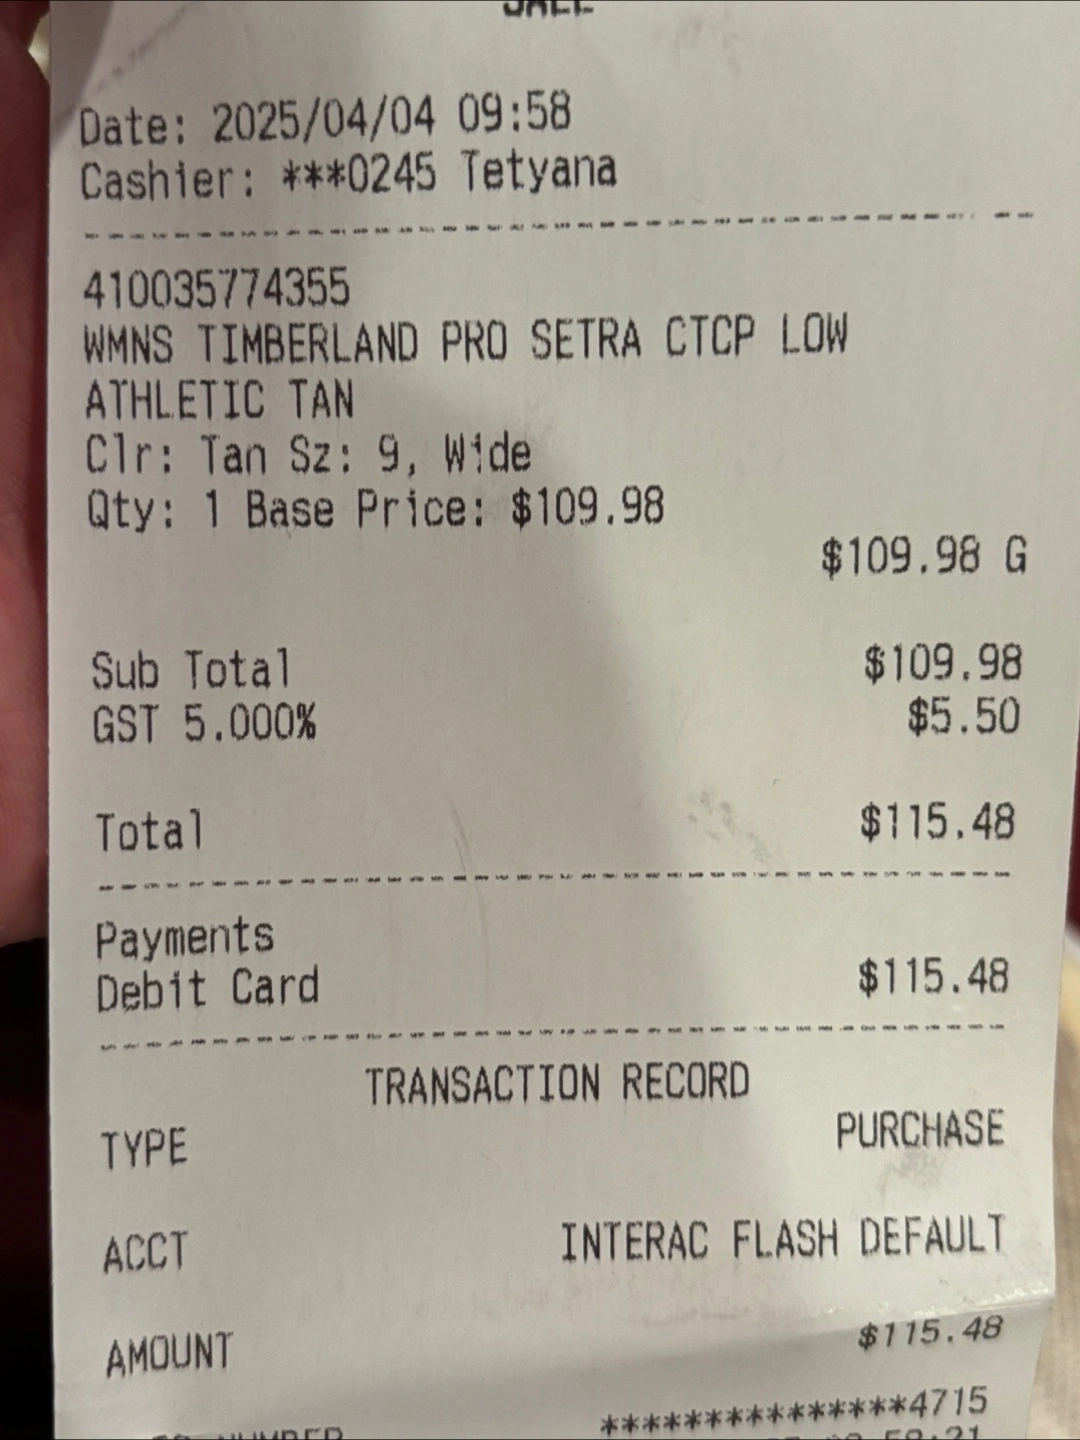 SALE
Date: 2025/04/04 09:58
Cashier: ***0245 Tetyana
410035774355
WMNS TIMBERLAND PRO SETRA CTCP LOW
ATHLETIC TAN
Clr: Tan Sz: 9, Wide
Qty: 1 Base Price: $109.98
$109.98 G
Sub Total $109.98
GST 5.000% $5.50
Total $115.48
Payments
Debit Card $115.48
TRANSACTION RECORD
TYPE PURCHASE
ACCT INTERAC FLASH DEFAULT
AMOUNT $115.48
**************4715
NUMBER